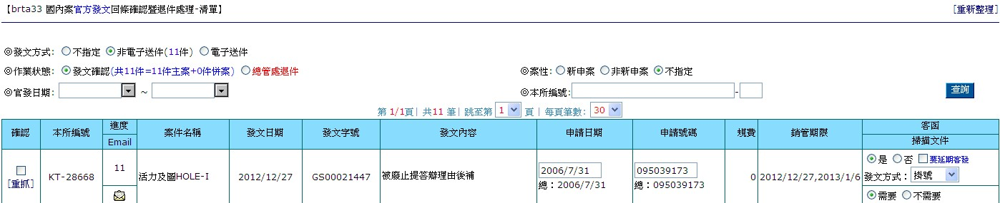 【brta33 國內案官方發文回條確認暨退件處理-清單】 [重新整理]
◎發文方式: 不指定 非電子送件(11件) 電子送件
◎作業狀態: 發文確認(共11件=11件主案+0件併案) 總管處退件 ◎案性: 新申案 非新申案 不指定
◎官發日期: ~ ◎本所編號: - 查詢
第 1/1頁| 共11 筆| 跳至第 1 頁| 每頁筆數: 30
確認 本所編號 進度 案件名稱 發文日期 發文字號 發文內容 申請日期 申請號碼 規費 銷管期限 客函
Email 掃描文件
[重抓] KT-28668 11 活力及圖HOLE-I 2012/12/27 GS00021447 被廢止提答辯理由後補 2006/7/31 095039173 0 2012/12/27,2013/1/6 是 否 要延期客發
總：2006/7/31 總：095039173 發文方式：掛號
需要 不需要